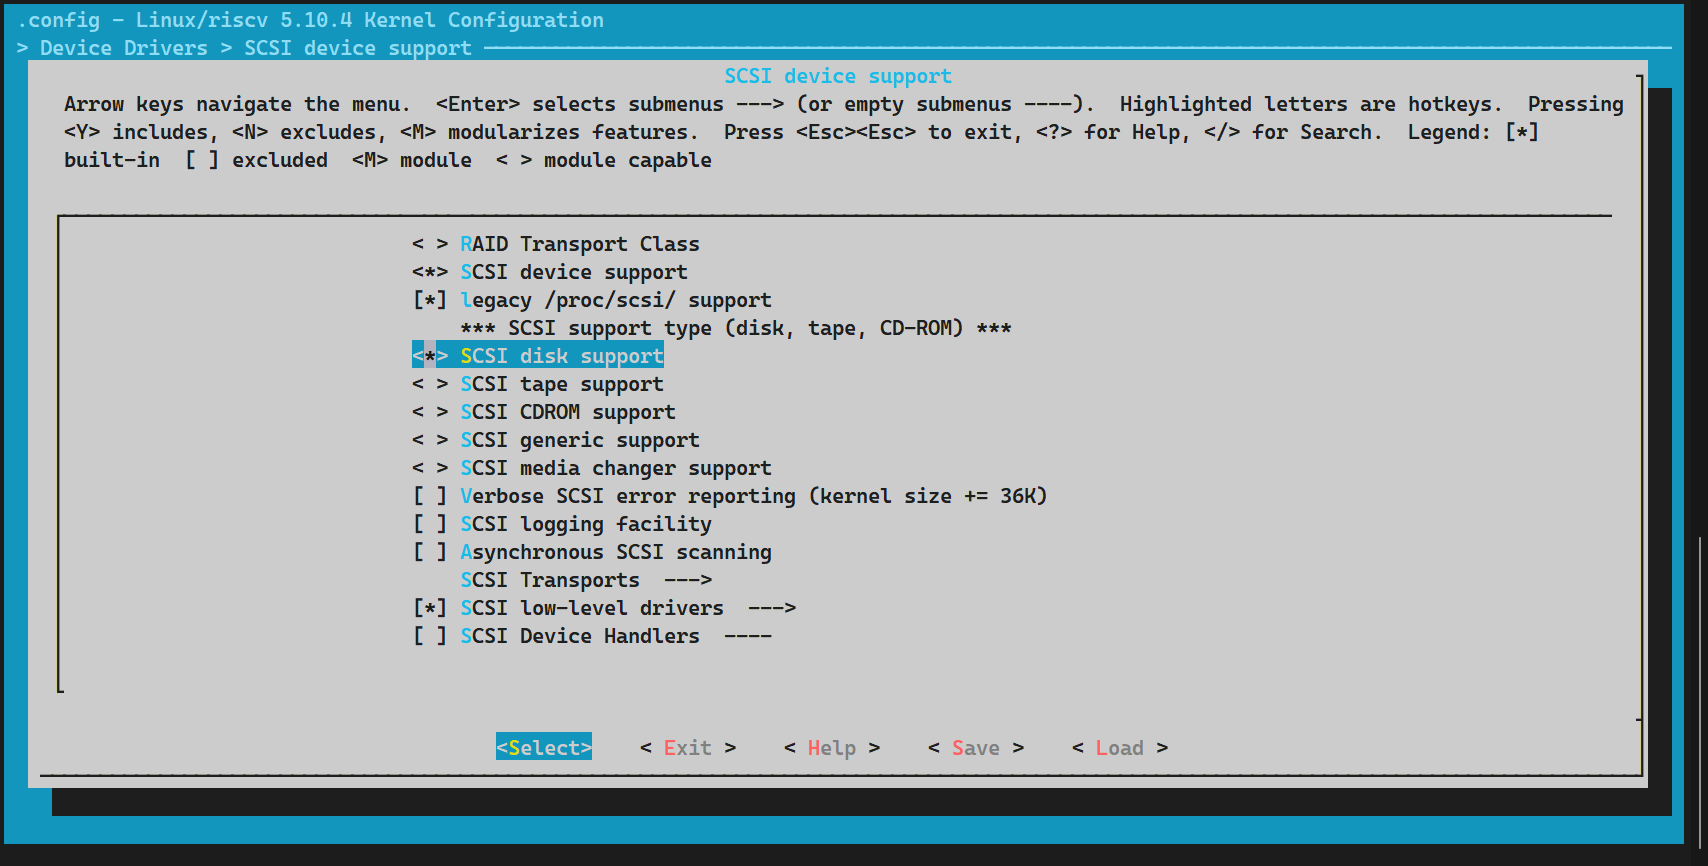 .config - Linux/riscv 5.10.4 Kernel Configuration
> Device Drivers > SCSI device support
SCSI device support
Arrow keys navigate the menu.  <Enter> selects submenus ---> (or empty submenus ----).  Highlighted letters are hotkeys.  Pressing
<Y> includes, <N> excludes, <M> modularizes features.  Press <Esc><Esc> to exit, <?> for Help, </> for Search.  Legend: [*]
built-in  [ ] excluded  <M> module  < > module capable
< > RAID Transport Class
<*> SCSI device support
[*] legacy /proc/scsi/ support
*** SCSI support type (disk, tape, CD-ROM) ***
<*> SCSI disk support
< > SCSI tape support
< > SCSI CDROM support
< > SCSI generic support
< > SCSI media changer support
[ ] Verbose SCSI error reporting (kernel size += 36K)
[ ] SCSI logging facility
[ ] Asynchronous SCSI scanning
SCSI Transports  --->
[*] SCSI low-level drivers  --->
[ ] SCSI Device Handlers  ----
<Select>    < Exit >    < Help >    < Save >    < Load >